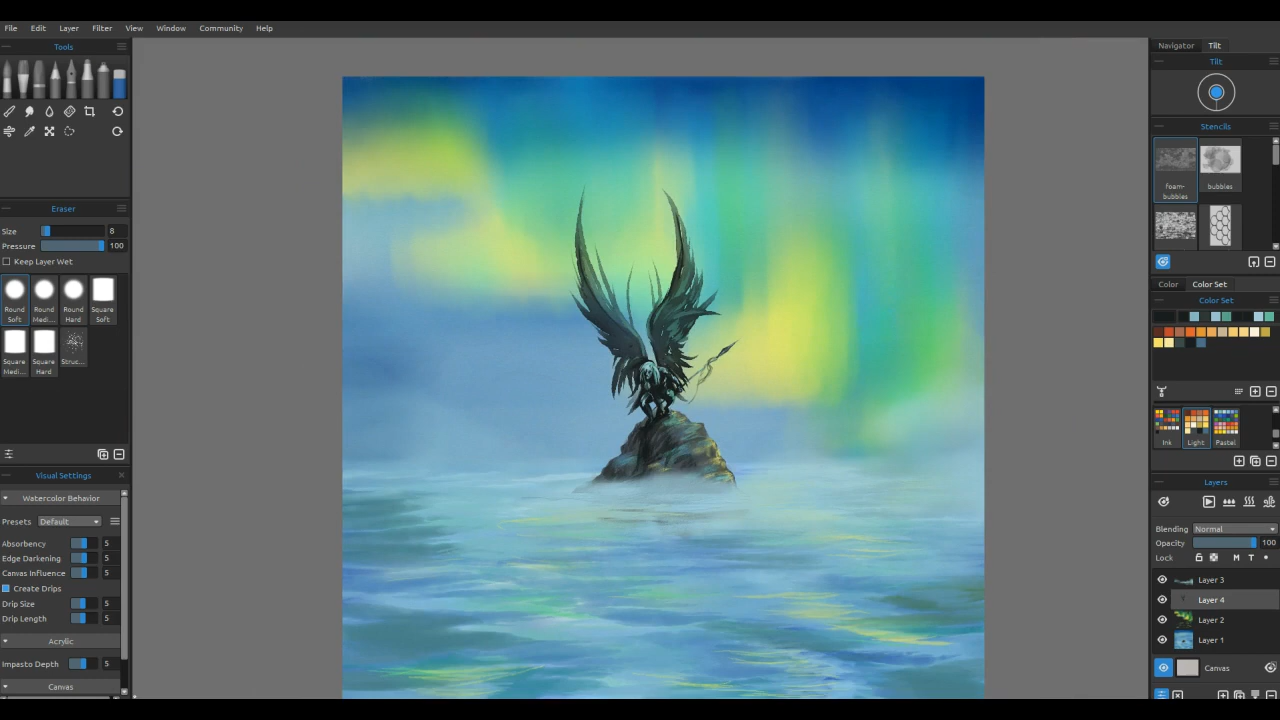 File Edit Layer Filter View Window Community Help
Tools
Eraser
Size 8
Pressure 100
Keep Layer Wet
Round Soft
Round Medi...
Round Hard
Square Soft
Square Medi...
Square Hard
Struc...
Visual Settings
Watercolor Behavior
Presets Default
Absorbency 5
Edge Darkening 5
Canvas Influence 5
Create Drips
Drip Size 5
Drip Length 5
Acrylic
Impasto Depth 5
Canvas
Navigator Tilt
Tilt
Stencils
foam-bubbles
bubbles
Color Color Set
Color Set
Ink Light Pastel
Layers
Blending Normal
Opacity 100
Lock M T
Layer 3
Layer 4
Layer 2
Layer 1
Canvas